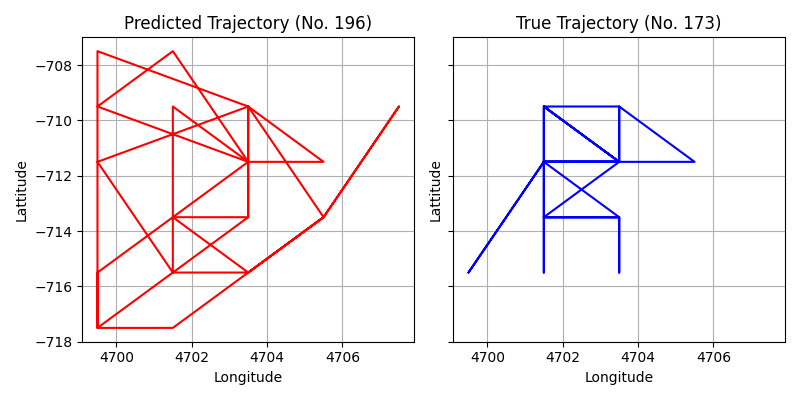 Predicted Trajectory (No. 196)
−708
−710
−712
−714
−716
−718
4700 4702 4704 4706
Longitude
Lattitude
True Trajectory (No. 173)
4700 4702 4704 4706
Longitude
Lattitude